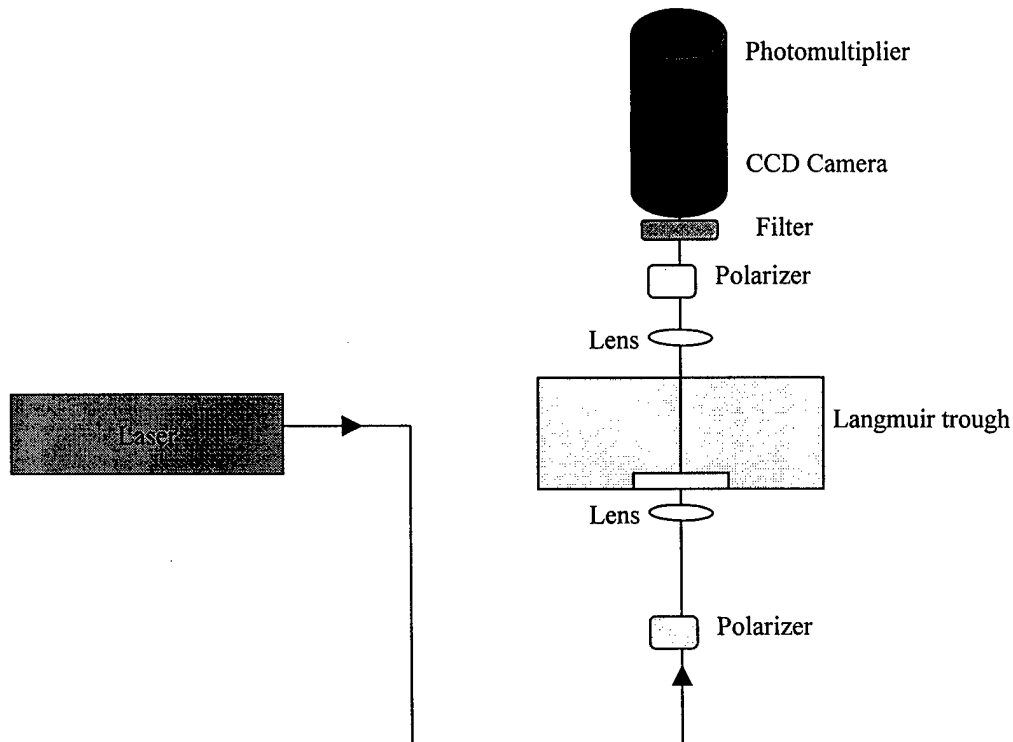 Photomultiplier
CCD Camera
Filter
Polarizer
Lens
Laser
Langmuir trough
Lens
Polarizer